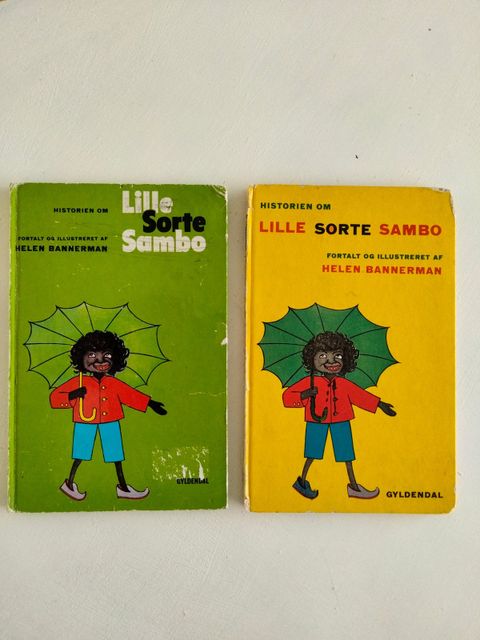 HISTORIEN OM
Lille
Sorte
Sambo
FORTALT OG ILLUSTRERET AF
HELEN BANNERMAN
GYLDENDAL
HISTORIEN OM
LILLE SORTE SAMBO
FORTALT OG ILLUSTRERET AF
HELEN BANNERMAN
GYLDENDAL